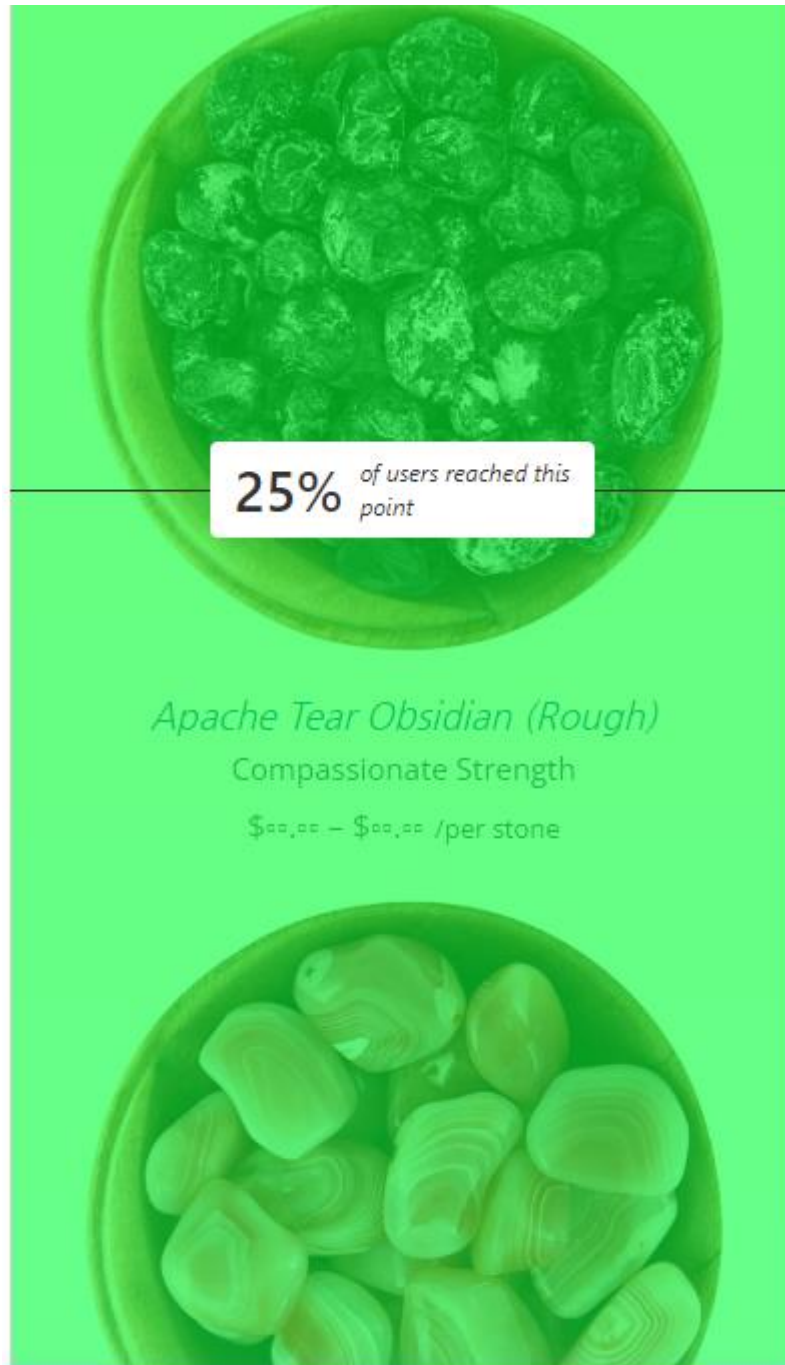 25% of users reached this
point
Apache Tear Obsidian (Rough)
Compassionate Strength
$▫▫.▫▫ – $▫▫.▫▫ /per stone